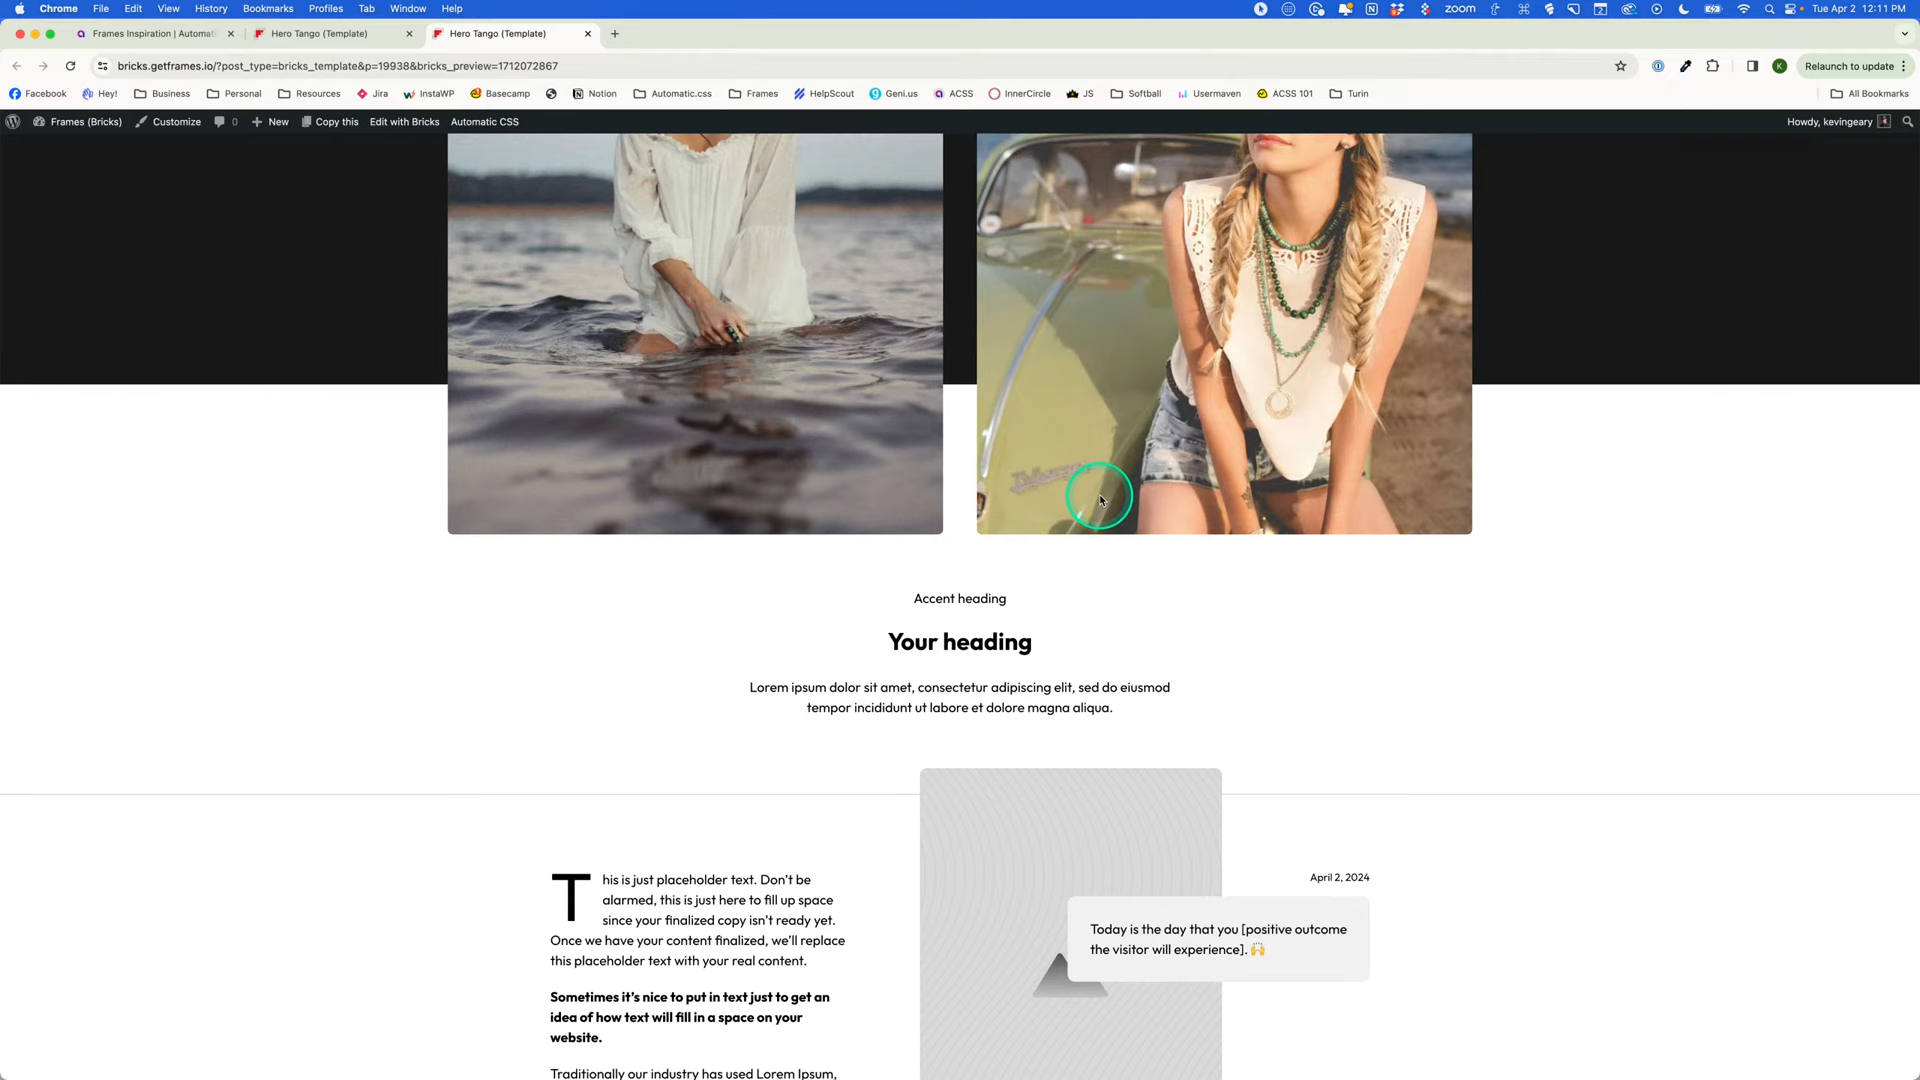 Chrome File Edit View History Bookmarks Profiles Tab Window Help zoom Tue Apr 2 12:11 PM
Frames Inspiration | Automat Hero Tango (Template) Hero Tango (Template)
bricks.getframes.io/?post_type=bricks_template&p=19938&bricks_preview=1712072867 K Relaunch to update
Facebook Hey! Business Personal Resources Jira InstaWP Basecamp Notion Automatic.css Frames HelpScout Geni.us ACSS InnerCircle JS Softball Usermaven ACSS 101 Turin All Bookmarks
Frames (Bricks) Customize 0 New Copy this Edit with Bricks Automatic CSS Howdy, kevingeary
Accent heading
Your heading
Lorem ipsum dolor sit amet, consectetur adipiscing elit, sed do eiusmod
tempor incididunt ut labore et dolore magna aliqua.
This is just placeholder text. Don’t be
alarmed, this is just here to fill up space
since your finalized copy isn’t ready yet.
Once we have your content finalized, we’ll replace
this placeholder text with your real content.
Sometimes it’s nice to put in text just to get an
idea of how text will fill in a space on your
website.
Traditionally our industry has used Lorem Ipsum,
April 2, 2024
Today is the day that you [positive outcome
the visitor will experience]. 🙌